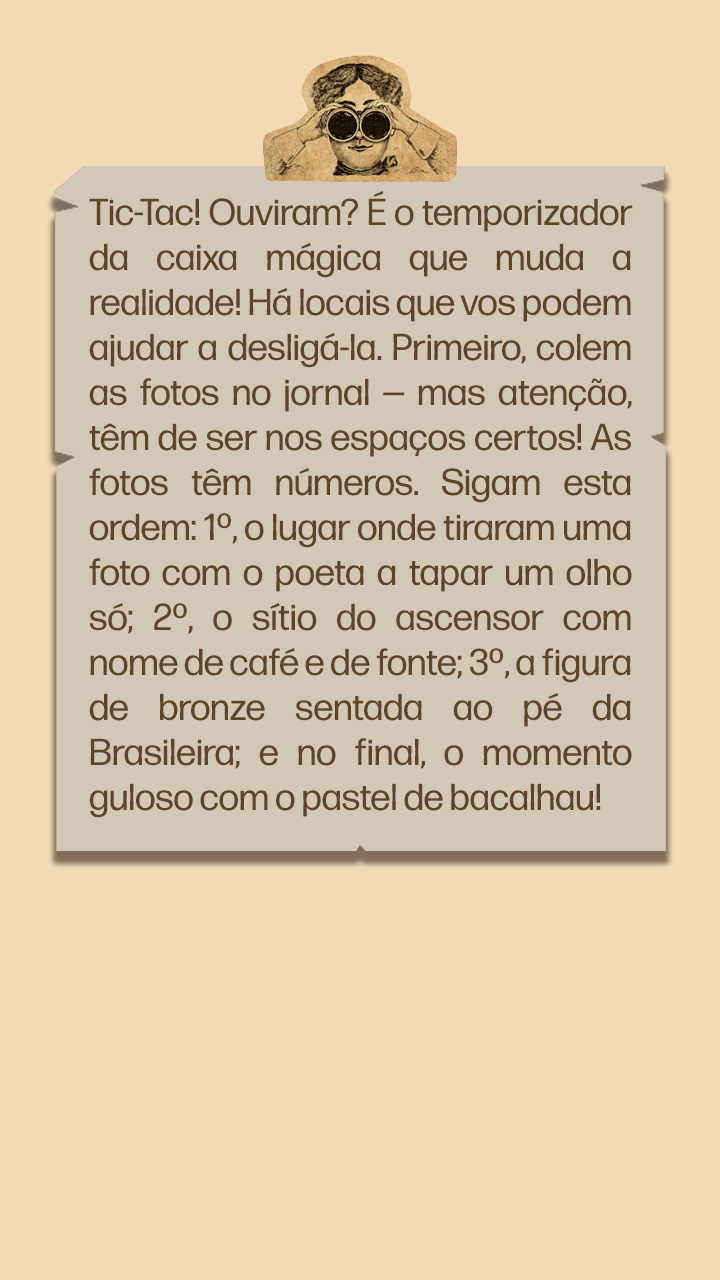 Tic-Tac! Ouviram? É o temporizador
da caixa mágica que muda a
realidade! Há locais que vos podem
ajudar a desligá-la. Primeiro, colem
as fotos no jornal — mas atenção,
têm de ser nos espaços certos! As
fotos têm números. Sigam esta
ordem: 1º, o lugar onde tiraram uma
foto com o poeta a tapar um olho
só; 2º, o sítio do ascensor com
nome de café e de fonte; 3º, a figura
de bronze sentada ao pé da
Brasileira; e no final, o momento
guloso com o pastel de bacalhau!